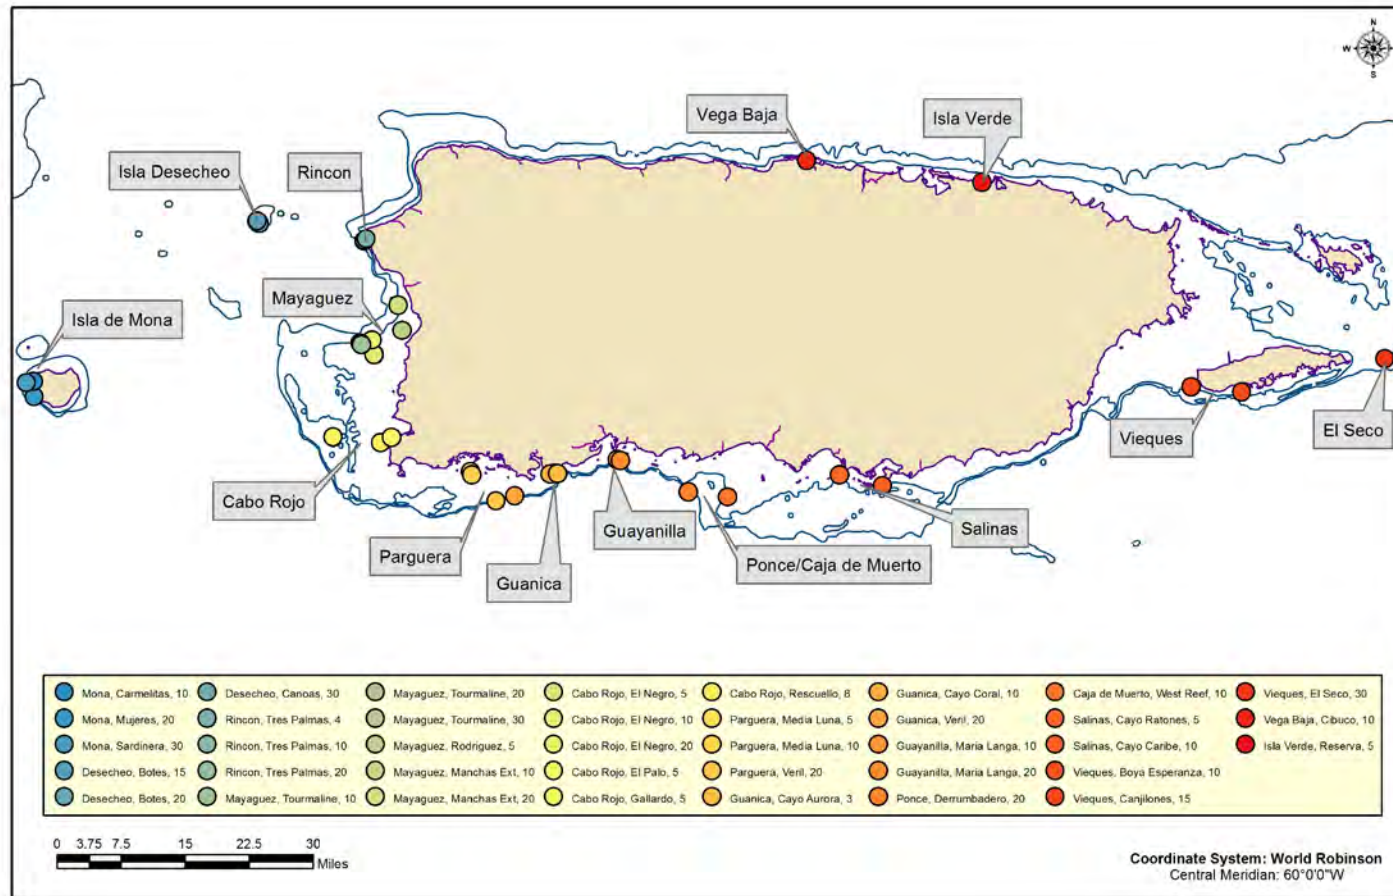 N
W E
S
Vega Baja
Isla Verde
Isla Desecheo
Rincon
Mayaguez
Isla de Mona
Vieques
El Seco
Cabo Rojo
Salinas
Guayanilla
Parguera
Ponce/Caja de Muerto
Guanica
Mona, Carmelitas, 10
Desecheo, Canoas, 30
Mayaguez, Tourmaline, 20
Cabo Rojo, El Negro, 5
Cabo Rojo, Rescuello, 8
Guanica, Cayo Coral, 10
Caja de Muerto, West Reef, 10
Vieques, El Seco, 30
Mona, Mujeres, 20
Rincon, Tres Palmas, 4
Mayaguez, Tourmaline, 30
Cabo Rojo, El Negro, 10
Parguera, Media Luna, 5
Guanica, Veril, 20
Salinas, Cayo Ratones, 5
Vega Baja, Cibuco, 10
Mona, Sardinera, 30
Rincon, Tres Palmas, 10
Mayaguez, Rodriguez, 5
Cabo Rojo, El Negro, 20
Parguera, Media Luna, 10
Guayanilla, Maria Langa, 10
Salinas, Cayo Caribe, 10
Isla Verde, Reserva, 5
Desecheo, Botes, 15
Rincon, Tres Palmas, 20
Mayaguez, Manchas Ext, 10
Cabo Rojo, El Palo, 5
Parguera, Veril, 20
Guayanilla, Maria Langa, 20
Vieques, Boya Esperanza, 10
Desecheo, Botes, 20
Mayaguez, Tourmaline, 10
Mayaguez, Manchas Ext, 20
Cabo Rojo, Gallardo, 5
Guanica, Cayo Aurora, 3
Ponce, Derrumbadero, 20
Vieques, Canjilones, 15
0 3.75 7.5 15 22.5 30
Miles
Coordinate System: World Robinson
Central Meridian: 60°0'0"W